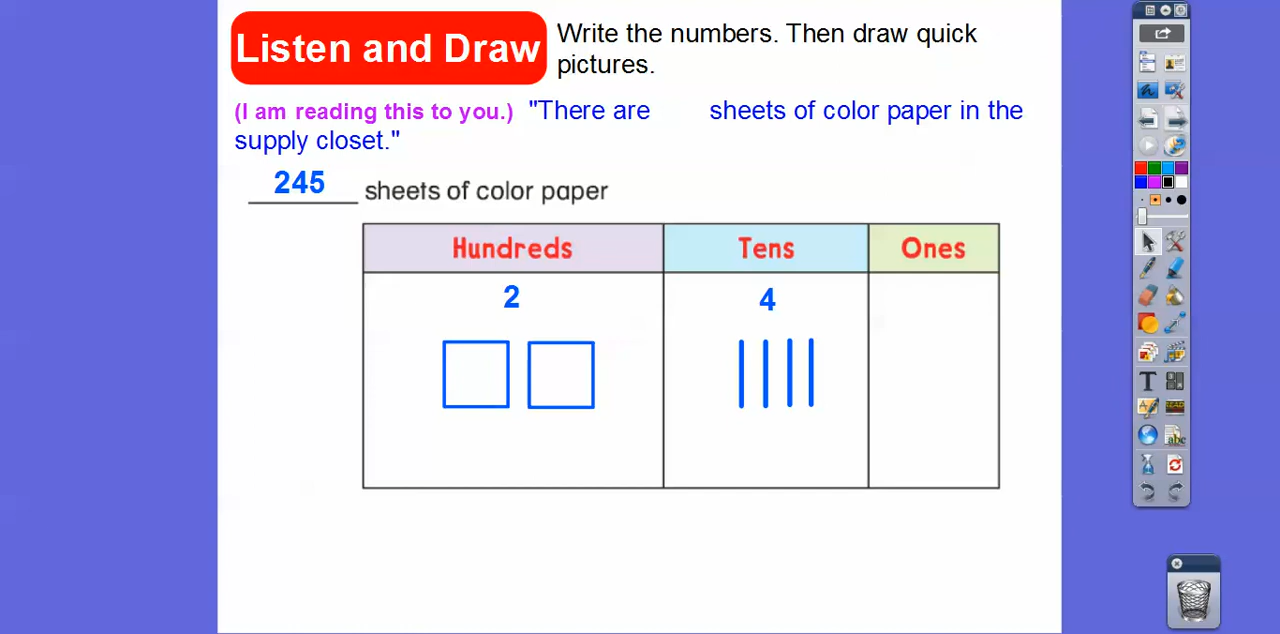 Listen and Draw
Write the numbers. Then draw quick
pictures.
(I am reading this to you.) "There are sheets of color paper in the
supply closet."
245 sheets of color paper
Hundreds Tens Ones
2 4